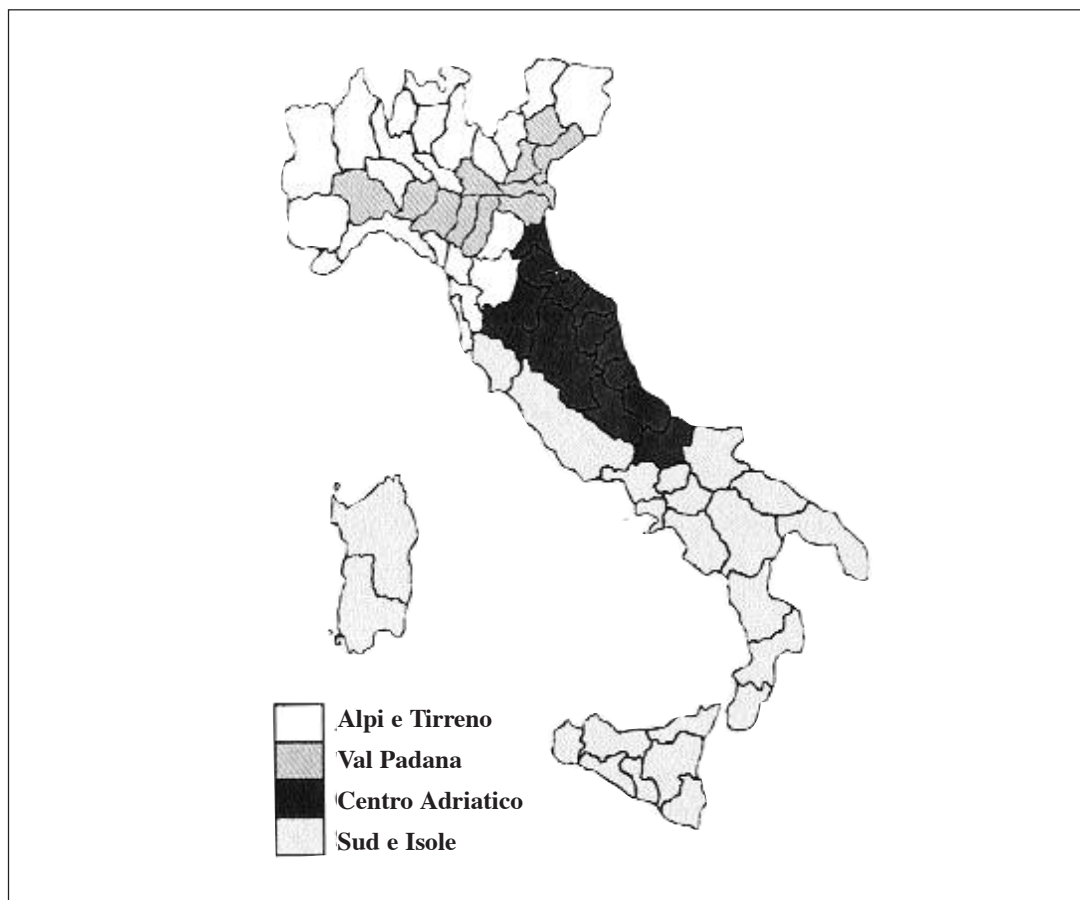 Alpi e Tirreno
Val Padana
Centro Adriatico
Sud e Isole